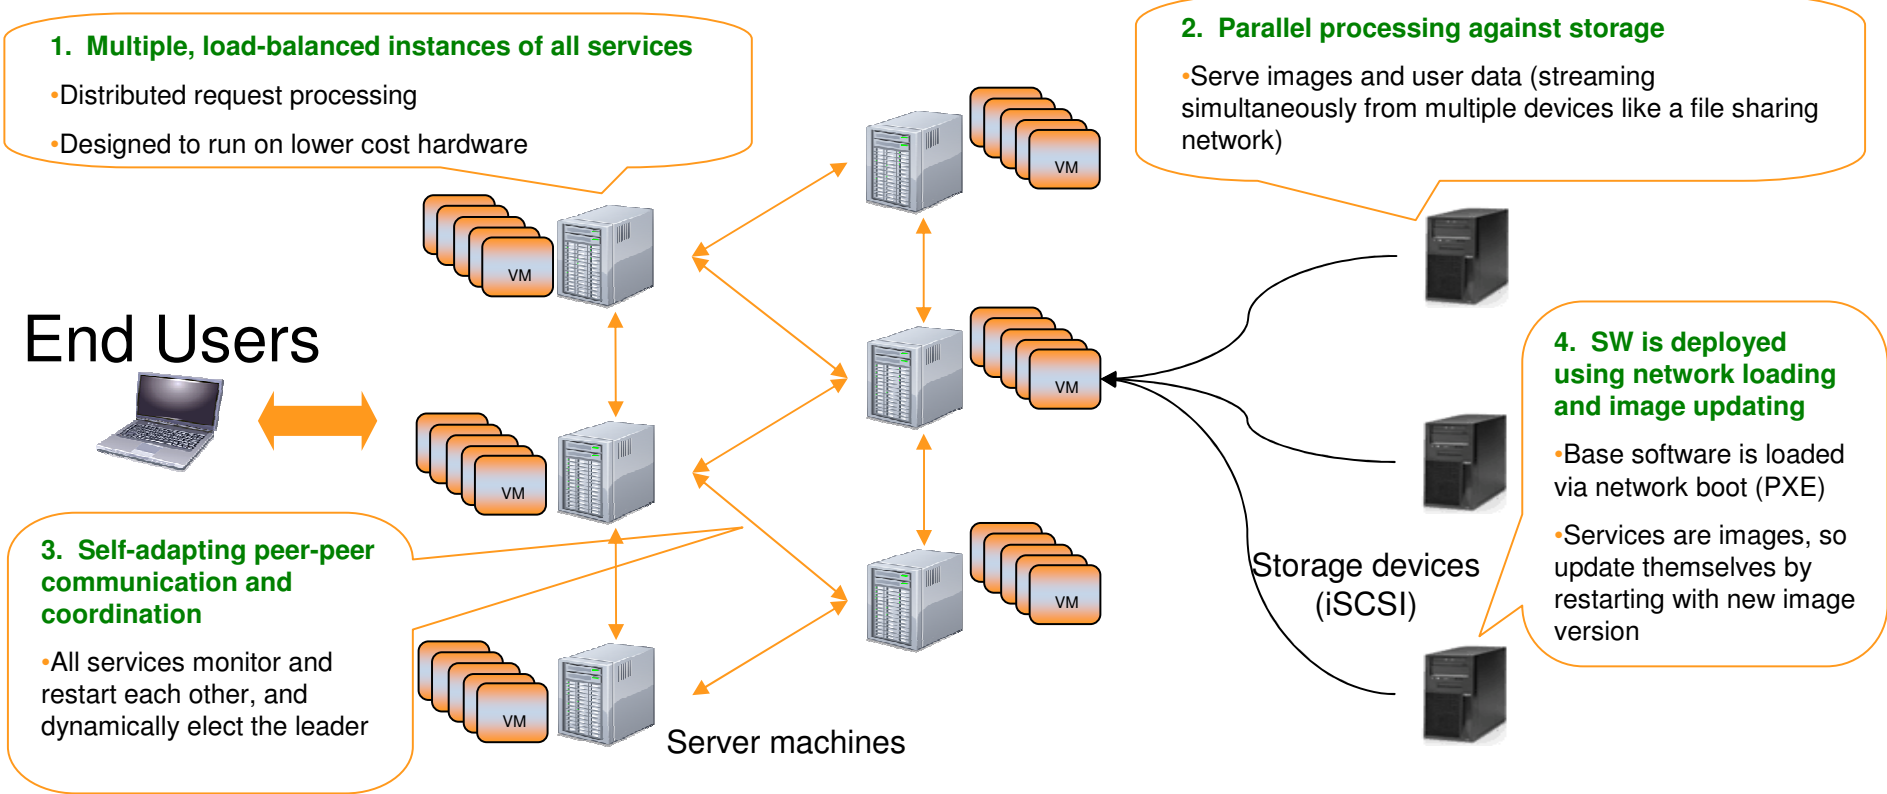 1. Multiple, load-balanced instances of all services
•Distributed request processing
•Designed to run on lower cost hardware
2. Parallel processing against storage
•Serve images and user data (streaming
simultaneously from multiple devices like a file sharing
network)
VM
VM
End Users
VM
VM
4. SW is deployed
using network loading
and image updating
•Base software is loaded
via network boot (PXE)
•Services are images, so
update themselves by
restarting with new image
version
3. Self-adapting peer-peer
communication and
coordination
•All services monitor and
restart each other, and
dynamically elect the leader
VM
VM
Storage devices
(iSCSI)
Server machines